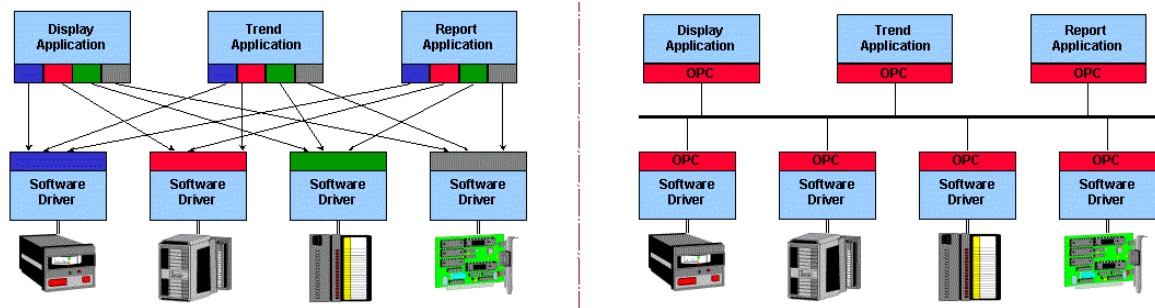 Display
Application
Trend
Application
Report
Application
Software
Driver
Software
Driver
Software
Driver
Software
Driver
Display
Application
OPC
Trend
Application
OPC
Report
Application
OPC
OPC
Software
Driver
OPC
Software
Driver
OPC
Software
Driver
OPC
Software
Driver